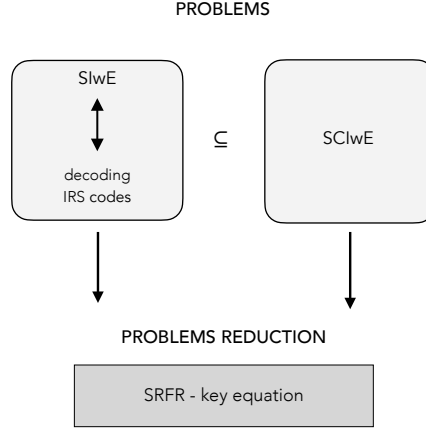 PROBLEMS
SIwE
decoding
IRS codes
⊆
SCIwE
PROBLEMS REDUCTION
SRFR - key equation